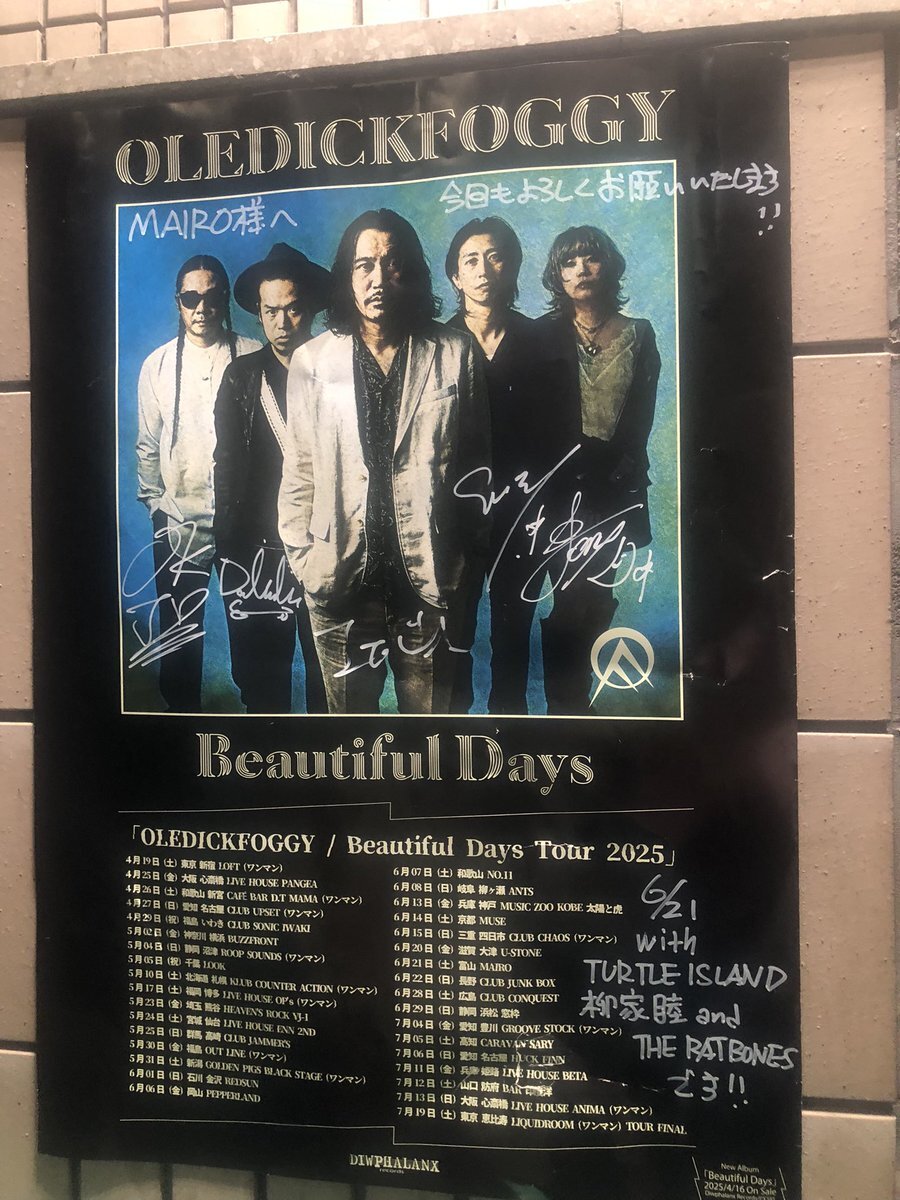 OLEDICKFOGGY
MAIRO様へ
今回もよろしくお願いいたします!!
Beautiful Days
「OLEDICKFOGGY / Beautiful Days Tour 2025」
4月19日（土）東京 新宿 LOFT（ワンマン）
4月25日（金）大阪 心斎橋 LIVE HOUSE PANGEA
4月26日（土）和歌山 新宮 CAFÉ BAR D.T MAMA（ワンマン）
4月27日（日）愛知 名古屋 CLUB UPSET（ワンマン）
4月29日（祝）福島 いわき CLUB SONIC IWAKI
5月02日（金）神奈川 横浜 BUZZFRONT
5月04日（日）静岡 沼津 ROOP SOUNDS（ワンマン）
5月05日（祝）千葉 LOOK
5月10日（土）北海道 札幌 KLUB COUNTER ACTION（ワンマン）
5月17日（土）福岡 博多 LIVE HOUSE OP's（ワンマン）
5月23日（金）埼玉 熊谷 HEAVEN'S ROCK VJ-1
5月24日（土）宮城 仙台 LIVE HOUSE ENN 2ND
5月25日（日）群馬 高崎 CLUB JAMMER'S
5月30日（金）福島 OUT LINE（ワンマン）
5月31日（土）新潟 GOLDEN PIGS BLACK STAGE（ワンマン）
6月01日（日）石川 金沢 REDSUN
6月06日（金）岡山 PEPPERLAND
6月07日（土）和歌山 NO.11
6月08日（日）岐阜 柳ヶ瀬 ANTS
6月13日（金）兵庫 神戸 MUSIC ZOO KOBE 太陽と虎
6月14日（土）京都 MUSE
6月15日（日）三重 四日市 CLUB CHAOS（ワンマン）
6月20日（金）滋賀 大津 U-STONE
6月21日（土）富山 MAIRO
6月22日（日）長野 CLUB JUNK BOX
6月28日（土）広島 CLUB CONQUEST
6月29日（日）静岡 浜松 窓枠
7月04日（金）愛知 豊川 GROOVE STOCK（ワンマン）
7月05日（土）高知 CARAVAN SARY
7月06日（日）愛知 名古屋 HUCK FINN
7月11日（金）兵庫 姫路 LIVE HOUSE BETA
7月12日（土）山口 防府 BAR
7月13日（日）大阪 心斎橋 LIVE HOUSE ANIMA（ワンマン）
7月19日（土）東京 恵比寿 LIQUIDROOM（ワンマン）TOUR FINAL
6/21
with
TURTLE ISLAND
柳家睦 and
THE RATBONES
です!!
DIWPHALANX
records
New Album
「Beautiful Days」
2025/4/16 On Sale
Diwphalanx Records